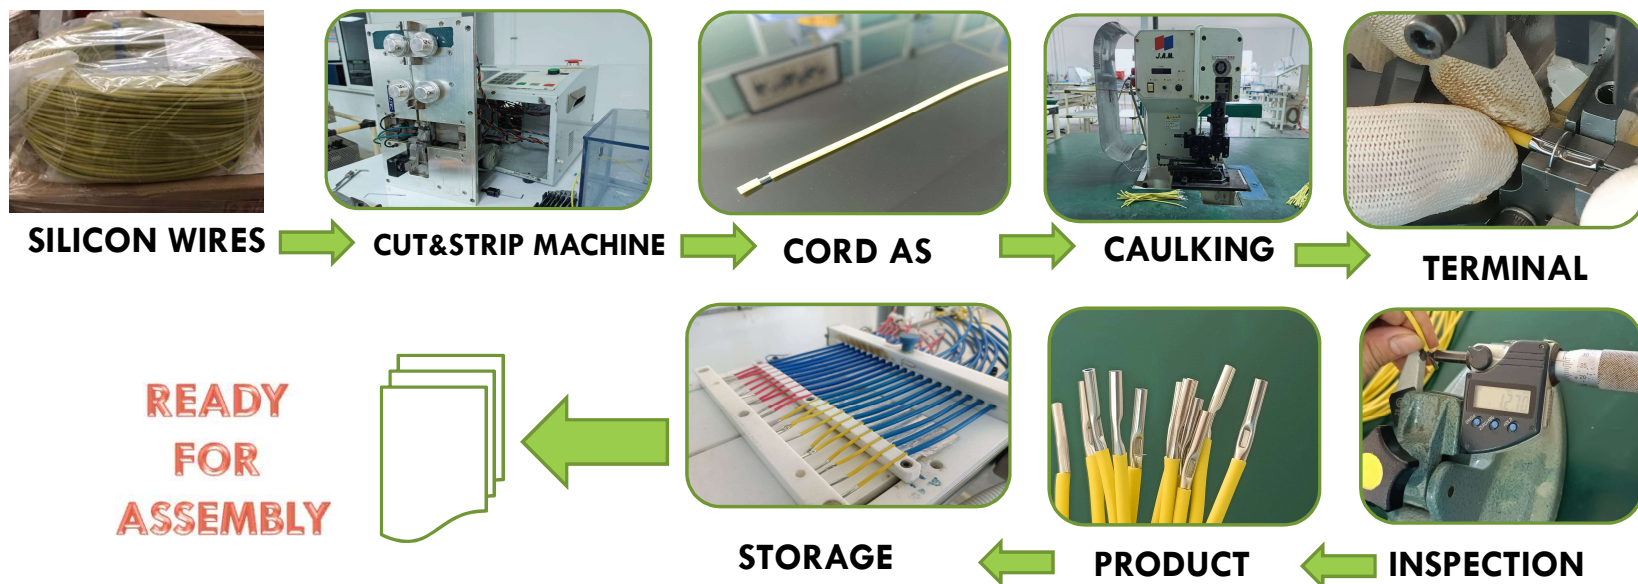 SILICON WIRES
CUT&STRIP MACHINE
CORD AS
J.A.M.
CAULKING
TERMINAL
READY
FOR
ASSEMBLY
STORAGE
PRODUCT
INSPECTION